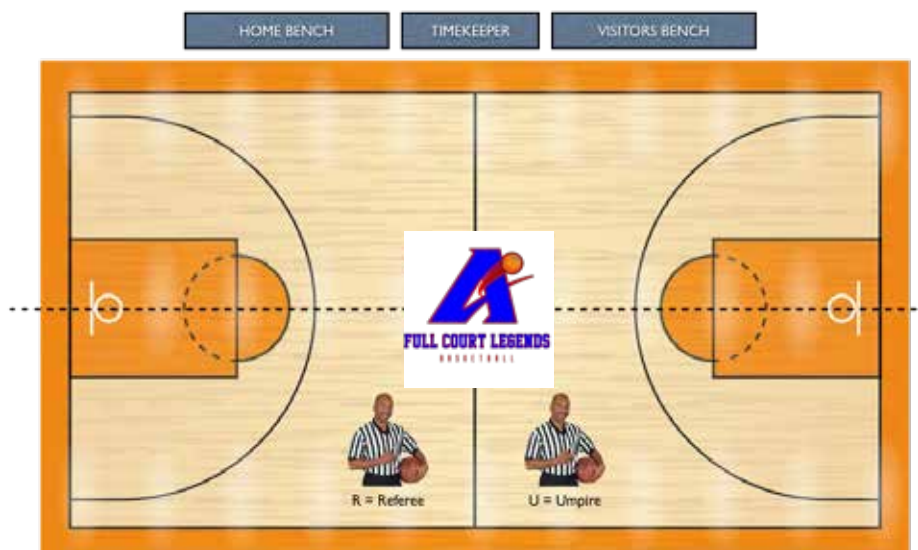 HOME BENCH
TIMEKEEPER
VISITORS BENCH
FULL COURT LEGENDS
BASKETBALL
R = Referee
U = Umpire